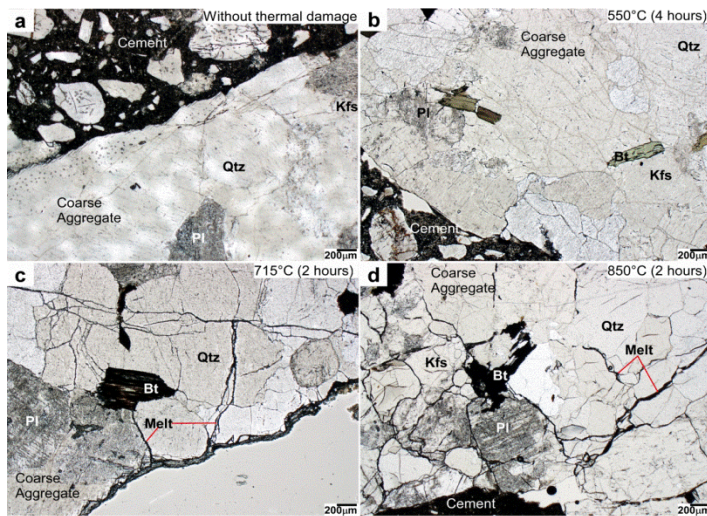 a
Without thermal damage
Cement
Kfs
Qtz
Coarse
Aggregate
Pl
200µm
b
550°C (4 hours)
Coarse
Aggregate
Qtz
Pl
Bt
Kfs
Cement
200µm
c
715°C (2 hours)
Qtz
Bt
Pl
Melt
Coarse
Aggregate
200µm
d
850°C (2 hours)
Coarse
Aggregate
Qtz
Kfs
Melt
Bt
Pl
Cement
200µm